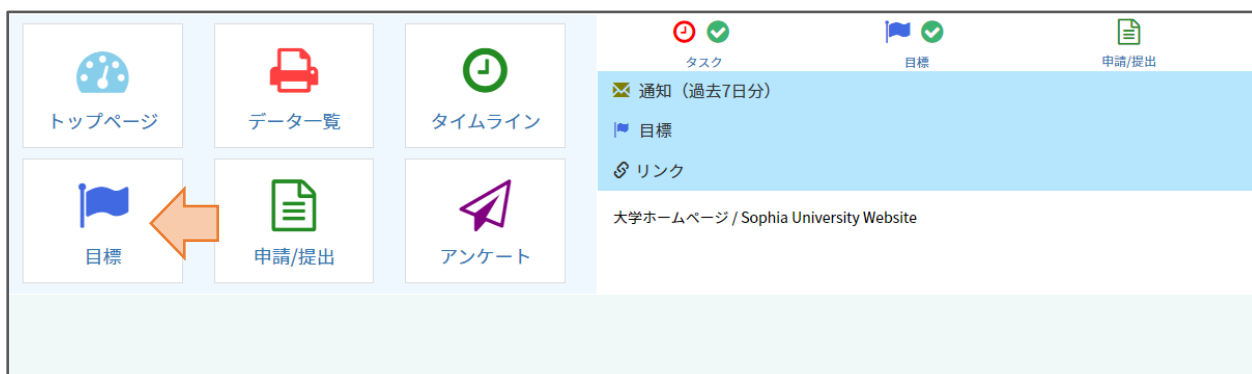 トップページ
データ一覧
タイムライン
目標
申請/提出
アンケート
タスク
目標
申請/提出
通知（過去7日分）
目標
リンク
大学ホームページ / Sophia University Website